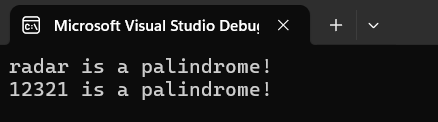 Microsoft Visual Studio Debug
radar is a palindrome!
12321 is a palindrome!